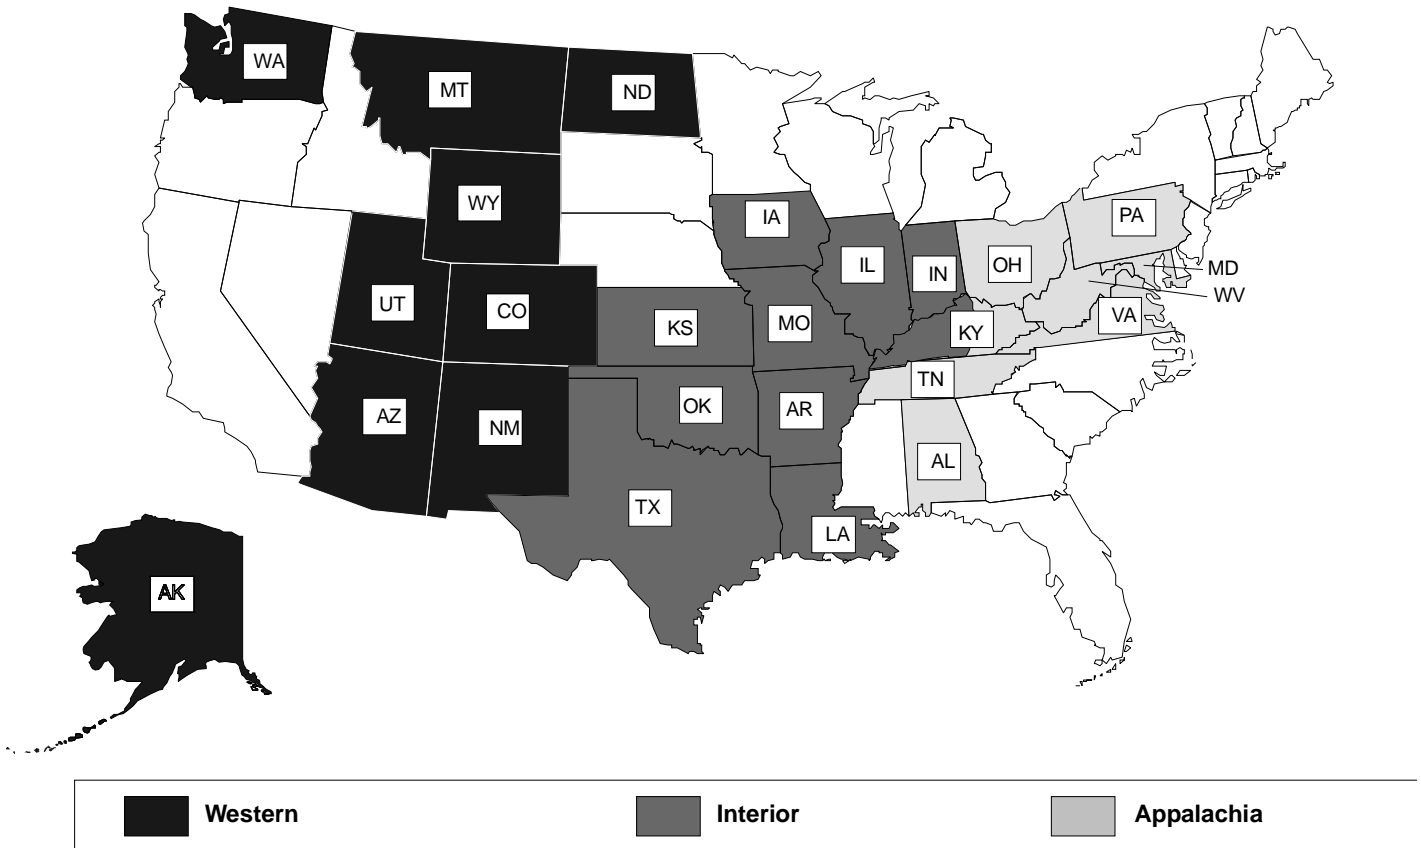 WA
MT
ND
WY
IA
PA
IL
IN
OH
MD
WV
UT
CO
KS
MO
KY
VA
TN
AZ
NM
OK
AR
AL
TX
LA
AK
Western
Interior
Appalachia